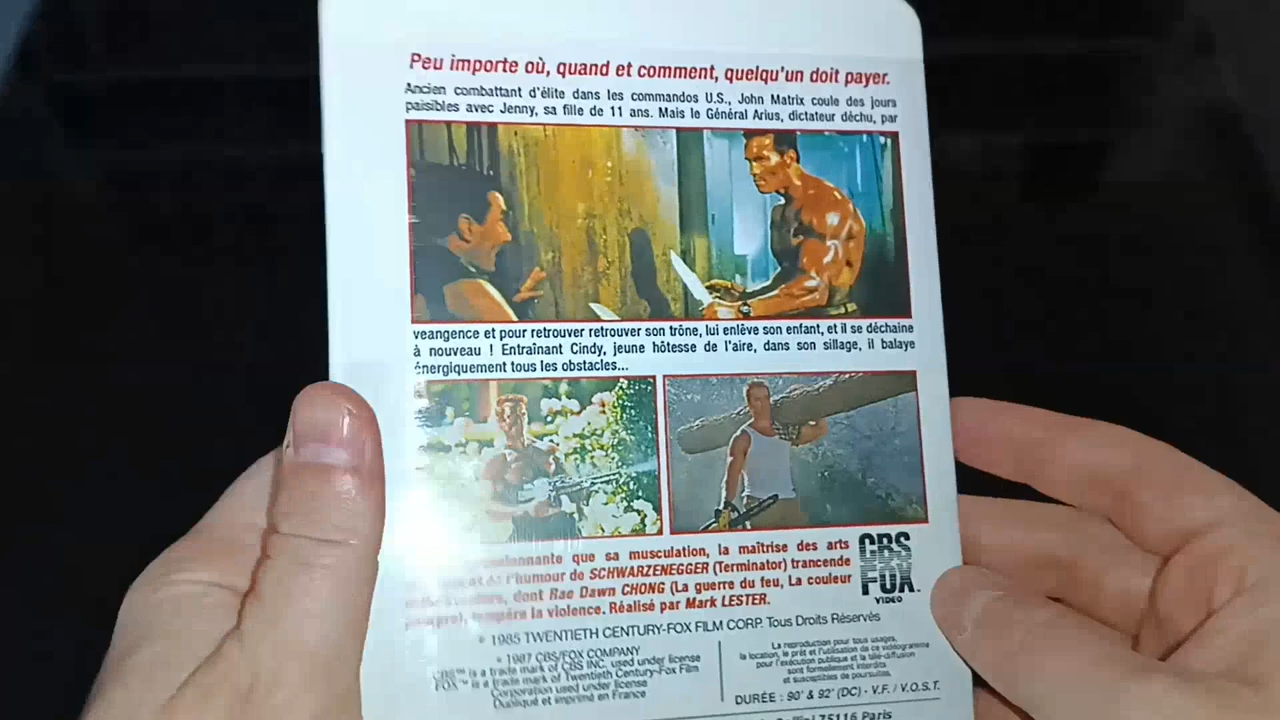 Peu importe où, quand et comment, quelqu'un doit payer.
Ancien combattant d'élite dans les commandos U.S., John Matrix coule des jours
paisibles avec Jenny, sa fille de 11 ans. Mais le Général Arius, dictateur déchu, par
veangence et pour retrouver retrouver son trône, lui enlève son enfant, et il se déchaine
à nouveau ! Entraînant Cindy, jeune hôtesse de l'aire, dans son sillage, il balaye
énergiquement tous les obstacles...
que sa musculation, la maîtrise des arts
et de l'humour de SCHWARZENEGGER (Terminator) trancende
dont Rae Dawn CHONG (La guerre du feu, La couleur
la violence. Réalisé par Mark LESTER.
CBS
FOX
VIDEO
© 1985 TWENTIETH CENTURY-FOX FILM CORP. Tous Droits Réservés
© 1987 CBS/FOX COMPANY
CBS™ is a trade mark of CBS INC. used under license
FOX™ is a trade mark of Twentieth Century-Fox Film
Corporation used under license
Dupliqué et imprimé en France
La reproduction pour tous usages,
la location, le prêt et l'utilisation de ce vidéogramme
pour l'exécution publique et la télé-diffusion
sont formellement interdits
et susceptibles de poursuites.
DURÉE : 90' & 92' (DC) - V.F. / V.O.S.T.
75116 Paris